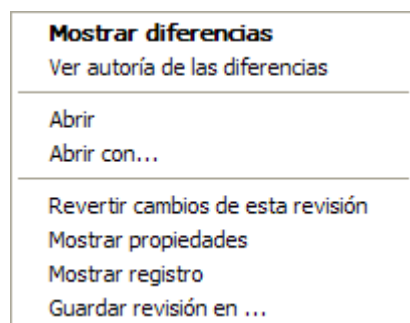 Mostrar diferencias
Ver autoría de las diferencias
Abrir
Abrir con...
Revertir cambios de esta revisión
Mostrar propiedades
Mostrar registro
Guardar revisión en ...